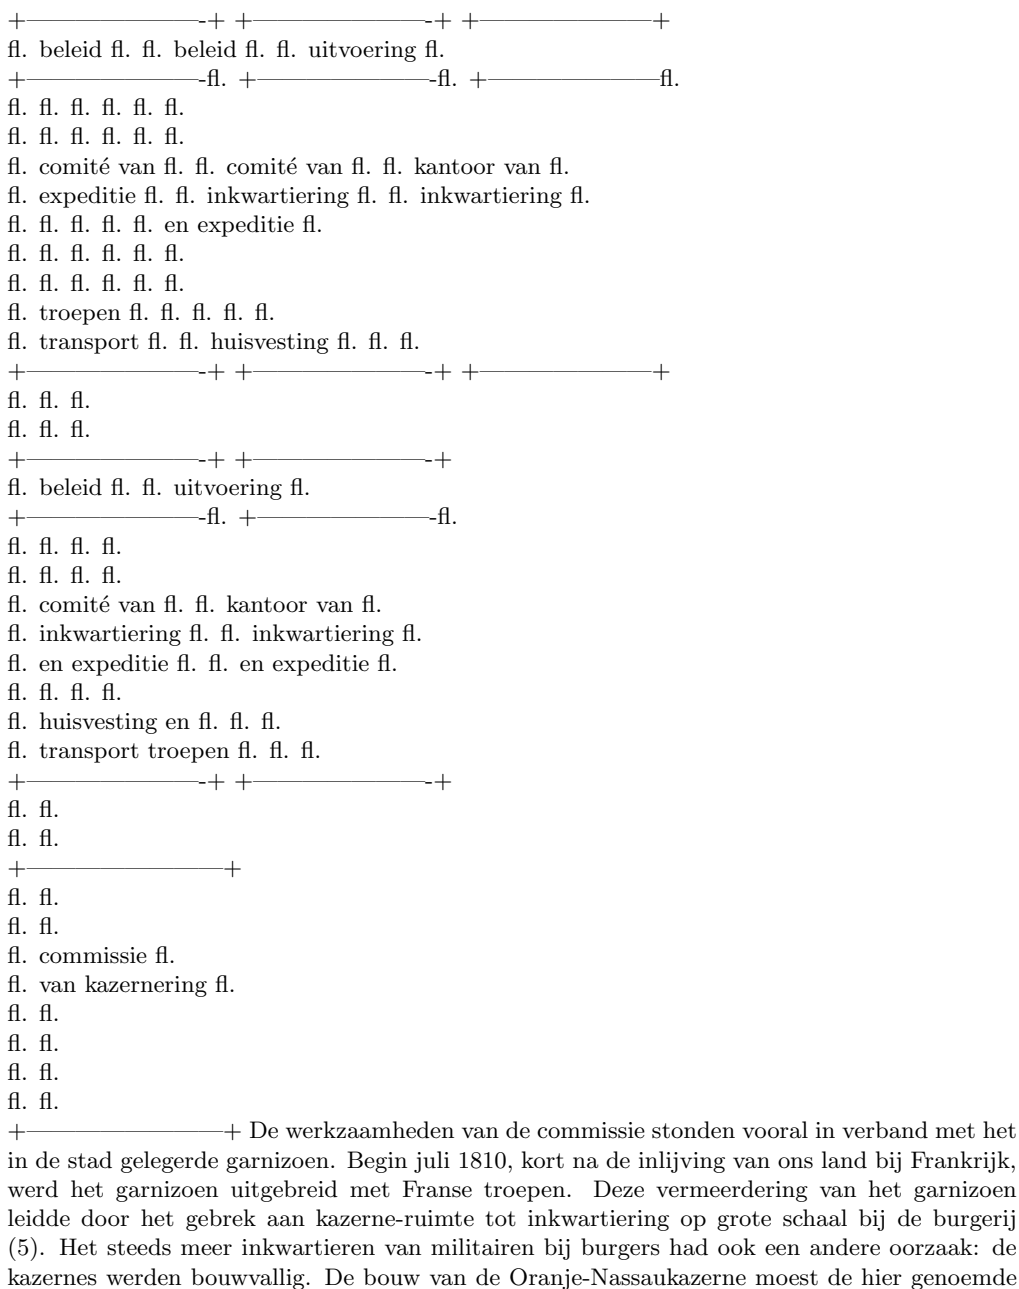 +———————-+ +———————-+ +———————+
fl. beleid fl. fl. beleid fl. fl. uitvoering fl.
+———————-fl. +———————-fl. +———————fl.
fl. fl. fl. fl. fl. fl.
fl. fl. fl. fl. fl. fl.
fl. comité van fl. fl. comité van fl. fl. kantoor van fl.
fl. expeditie fl. fl. inkwartiering fl. fl. inkwartiering fl.
fl. fl. fl. fl. fl. en expeditie fl.
fl. fl. fl. fl. fl. fl.
fl. fl. fl. fl. fl. fl.
fl. troepen fl. fl. fl. fl. fl.
fl. transport fl. fl. huisvesting fl. fl. fl.
+———————-+ +———————-+ +———————+
fl. fl. fl.
fl. fl. fl.
+———————-+ +———————-+
fl. beleid fl. fl. uitvoering fl.
+———————-fl. +———————-fl.
fl. fl. fl. fl.
fl. fl. fl. fl.
fl. comité van fl. fl. kantoor van fl.
fl. inkwartiering fl. fl. inkwartiering fl.
fl. en expeditie fl. fl. en expeditie fl.
fl. fl. fl. fl.
fl. huisvesting en fl. fl. fl.
fl. transport troepen fl. fl. fl.
+———————-+ +———————-+
fl. fl.
fl. fl.
+————————+
fl. fl.
fl. fl.
fl. commissie fl.
fl. van kazernering fl.
fl. fl.
fl. fl.
fl. fl.
fl. fl.
+————————+ De werkzaamheden van de commissie stonden vooral in verband met het
in de stad gelegerde garnizoen. Begin juli 1810, kort na de inlijving van ons land bij Frankrijk,
werd het garnizoen uitgebreid met Franse troepen. Deze vermeerdering van het garnizoen
leidde door het gebrek aan kazerne-ruimte tot inkwartiering op grote schaal bij de burgerij
(5). Het steeds meer inkwartieren van militairen bij burgers had ook een andere oorzaak: de
kazernes werden bouwvallig. De bouw van de Oranje-Nassaukazerne moest de hier genoemde